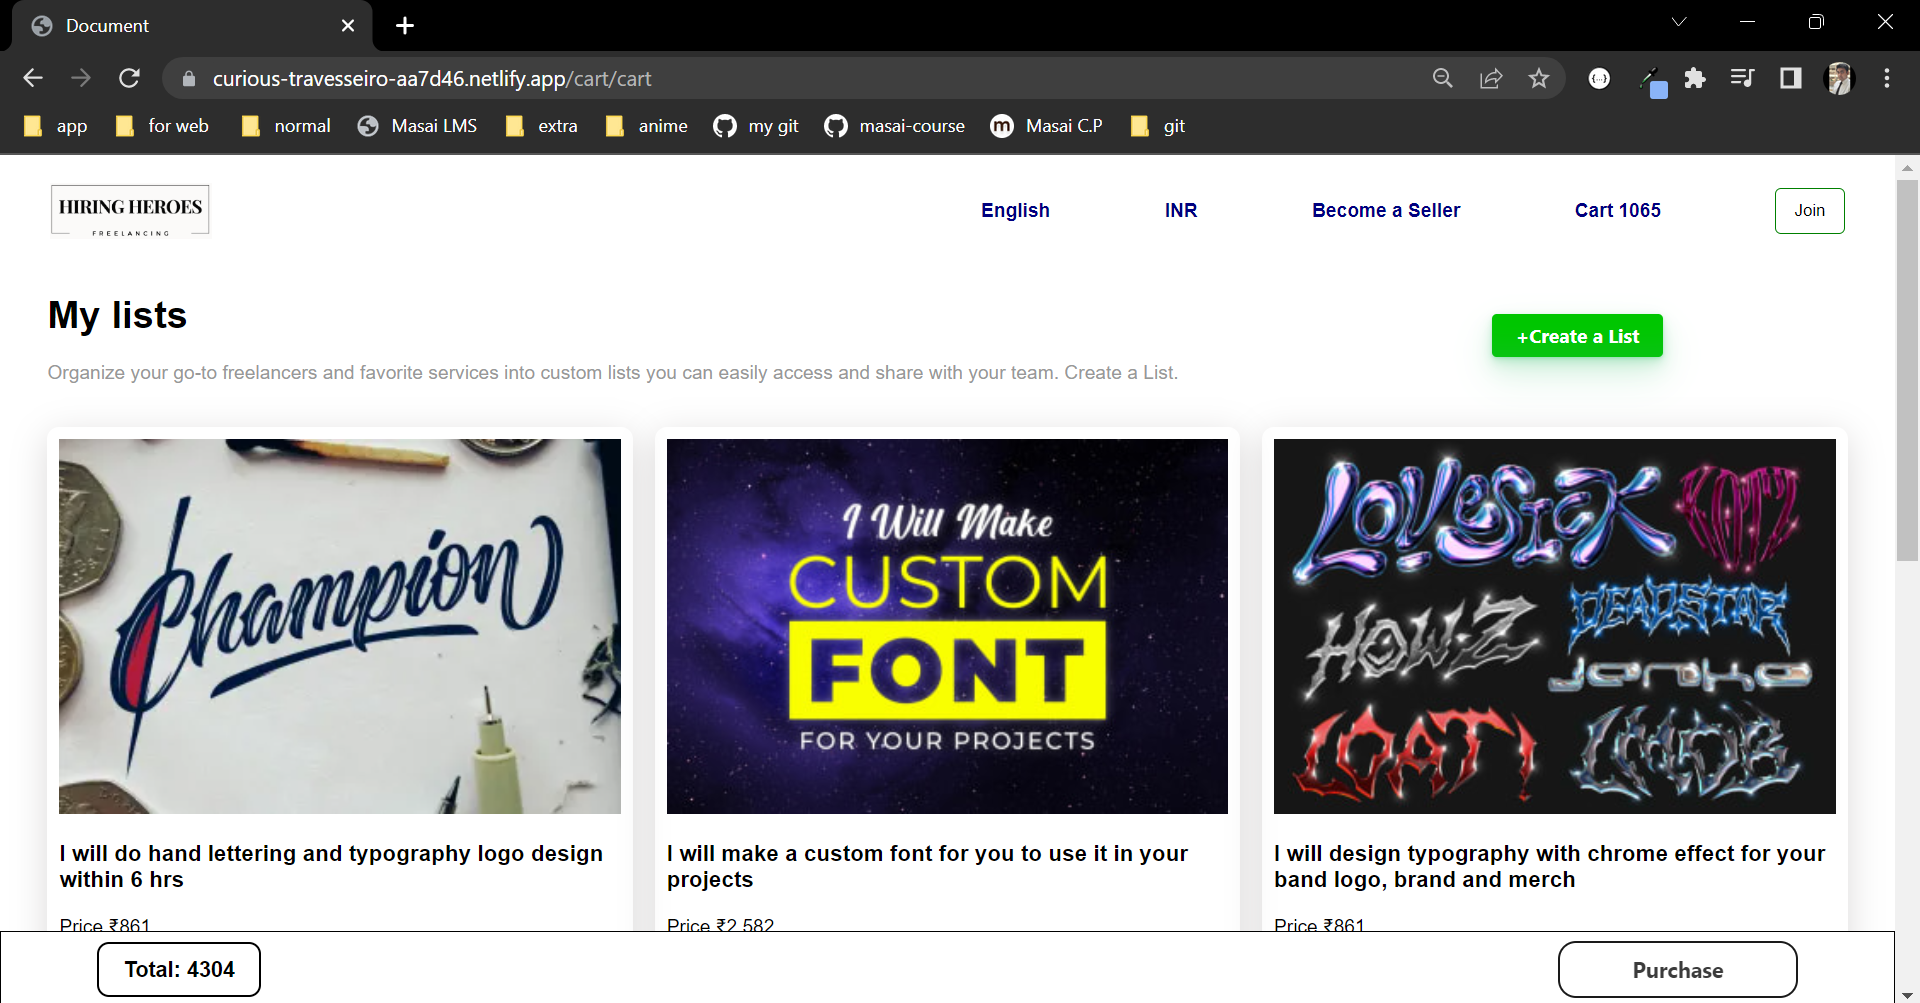 Document
curious-travesseiro-aa7d46.netlify.app/cart/cart
app for web normal Masai LMS extra anime my git masai-course m Masai C.P git
HIRING HEROES
FREELANCING
English INR Become a Seller Cart 1065 Join
My lists
+Create a List
Organize your go-to freelancers and favorite services into custom lists you can easily access and share with your team. Create a List.
Champion
I Will Make
CUSTOM
FONT
FOR YOUR PROJECTS
LOVESICK
DEADSTAR
HOW-Z
I will do hand lettering and typography logo design
within 6 hrs
Price ₹861
I will make a custom font for you to use it in your
projects
Price ₹2,582
I will design typography with chrome effect for your
band logo, brand and merch
Price ₹861
Total: 4304
Purchase